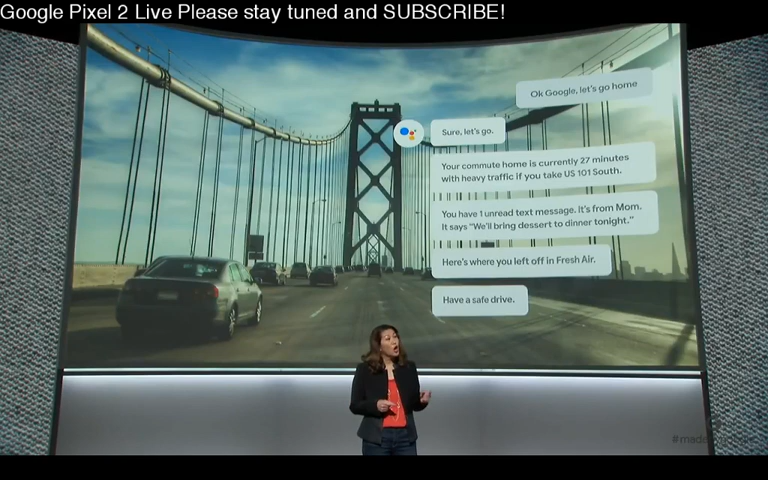 Google Pixel 2 Live Please stay tuned and SUBSCRIBE!
Ok Google, let's go home
Sure, let's go.
Your commute home is currently 27 minutes
with heavy traffic if you take US 101 South.
You have 1 unread text message. It's from Mom.
It says "We'll bring dessert to dinner tonight."
Here's where you left off in Fresh Air.
Have a safe drive.